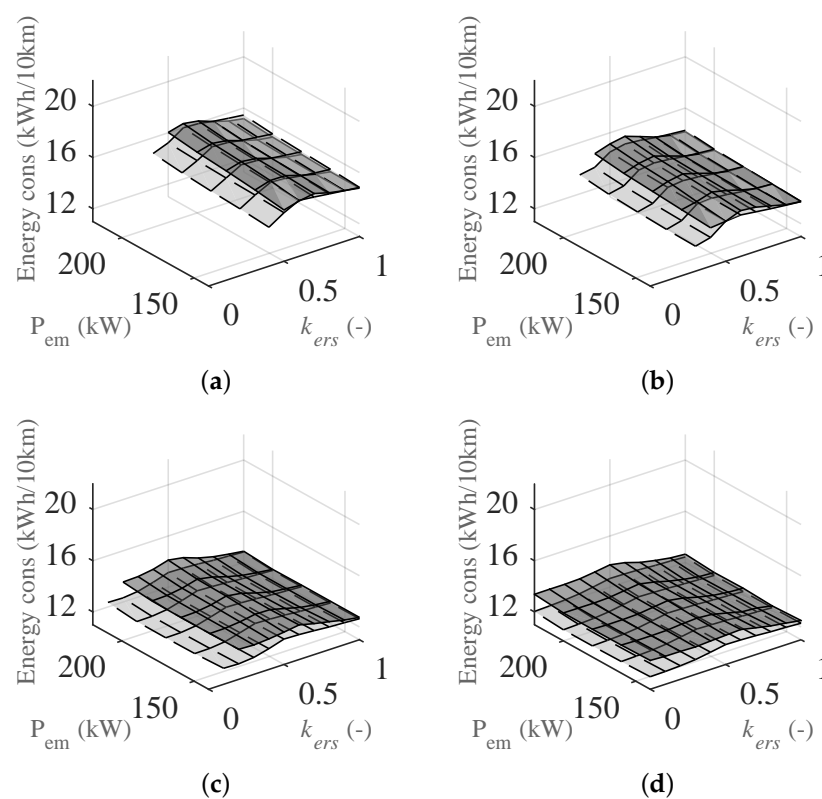 Energy cons (kWh/10km)
20
16
12
200
150
0
0.5
1
P_em (kW)
k_ers (-)
(a)
Energy cons (kWh/10km)
20
16
12
200
150
0
0.5
P_em (kW)
k_ers (-)
(b)
Energy cons (kWh/10km)
20
16
12
200
150
0
0.5
1
P_em (kW)
k_ers (-)
(c)
Energy cons (kWh/10km)
20
16
12
200
150
0
0.5
P_em (kW)
k_ers (-)
(d)